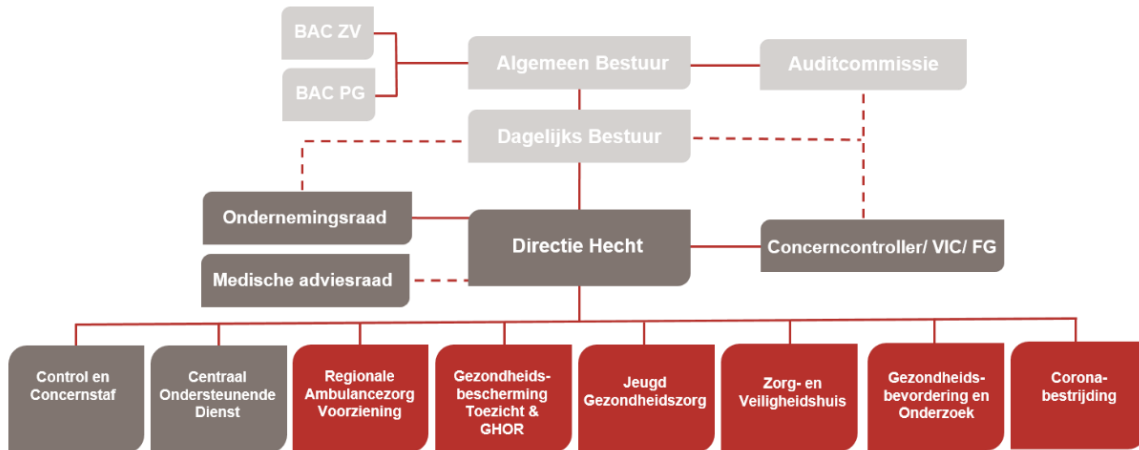 BAC ZV
BAC PG
Algemeen Bestuur
Auditcommissie
Dagelijks Bestuur
Ondernemingsraad
Directie Hecht
Concerncontroller/ VIC/ FG
Medische adviesraad
Control en
Concernstaf
Centraal
Ondersteunende
Dienst
Regionale
Ambulancezorg
Voorziening
Gezondheids-
bescherming
Toezicht &
GHOR
Jeugd
Gezondheidszorg
Zorg- en
Veiligheidshuis
Gezondheids-
bevordering en
Onderzoek
Corona-
bestrijding